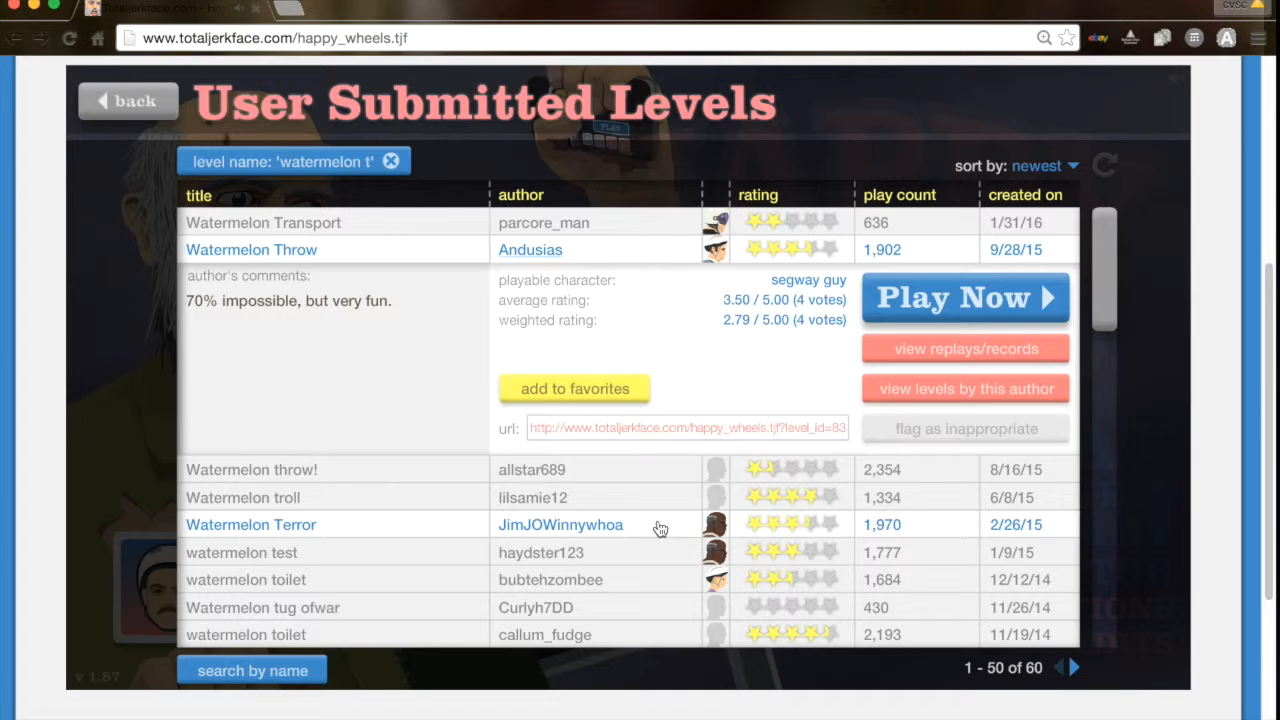 Totaljerkface.com - Ho
CVSC
www.totaljerkface.com/happy_wheels.tjf
ebay
A
back
User Submitted Levels
PLAY
level name: 'watermelon t'
sort by: newest
title author rating play count created on
Watermelon Transport parcore_man 636 1/31/16
Watermelon Throw Andusias 1,902 9/28/15
author's comments:
70% impossible, but very fun.
playable character: segway guy
average rating: 3.50 / 5.00 (4 votes)
weighted rating: 2.79 / 5.00 (4 votes)
Play Now
view replays/records
add to favorites
view levels by this author
url: http://www.totaljerkface.com/happy_wheels.tjf?level_id=83
flag as inappropriate
Watermelon throw! allstar689 2,354 8/16/15
Watermelon troll lilsamie12 1,334 6/8/15
Watermelon Terror JimJOWinnywhoa 1,970 2/26/15
watermelon test haydster123 1,777 1/9/15
watermelon toilet bubtehzombee 1,684 12/12/14
Watermelon tug ofwar Curlyh7DD 430 11/26/14
watermelon toilet callum_fudge 2,193 11/19/14
search by name
1 - 50 of 60
v 1.87